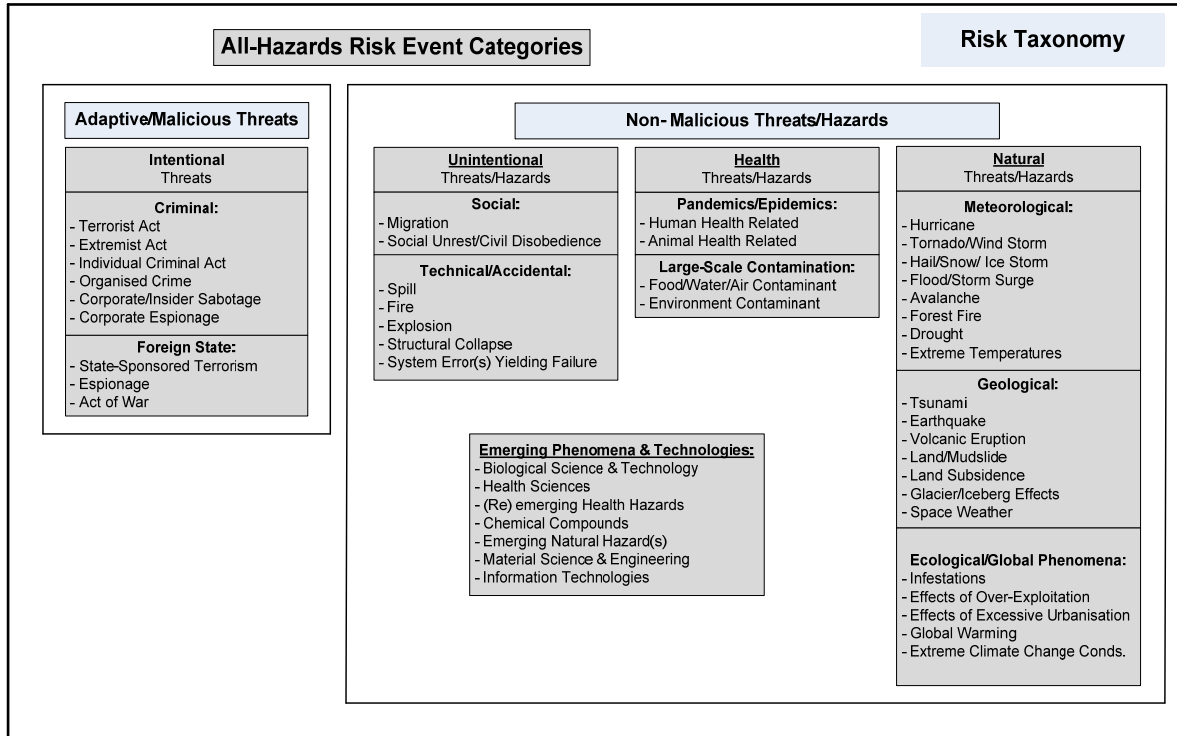 All-Hazards Risk Event Categories
Risk Taxonomy
Adaptive/Malicious Threats
Intentional
Threats
Criminal:
- Terrorist Act
- Extremist Act
- Individual Criminal Act
- Organised Crime
- Corporate/Insider Sabotage
- Corporate Espionage
Foreign State:
- State-Sponsored Terrorism
- Espionage
- Act of War
Non- Malicious Threats/Hazards
Unintentional
Threats/Hazards
Social:
- Migration
- Social Unrest/Civil Disobedience
Technical/Accidental:
- Spill
- Fire
- Explosion
- Structural Collapse
- System Error(s) Yielding Failure
Health
Threats/Hazards
Pandemics/Epidemics:
- Human Health Related
- Animal Health Related
Large-Scale Contamination:
- Food/Water/Air Contaminant
- Environment Contaminant
Natural
Threats/Hazards
Meteorological:
- Hurricane
- Tornado/Wind Storm
- Hail/Snow/ Ice Storm
- Flood/Storm Surge
- Avalanche
- Forest Fire
- Drought
- Extreme Temperatures
Geological:
- Tsunami
- Earthquake
- Volcanic Eruption
- Land/Mudslide
- Land Subsidence
- Glacier/Iceberg Effects
- Space Weather
Ecological/Global Phenomena:
- Infestations
- Effects of Over-Exploitation
- Effects of Excessive Urbanisation
- Global Warming
- Extreme Climate Change Conds.
Emerging Phenomena & Technologies:
- Biological Science & Technology
- Health Sciences
- (Re) emerging Health Hazards
- Chemical Compounds
- Emerging Natural Hazard(s)
- Material Science & Engineering
- Information Technologies